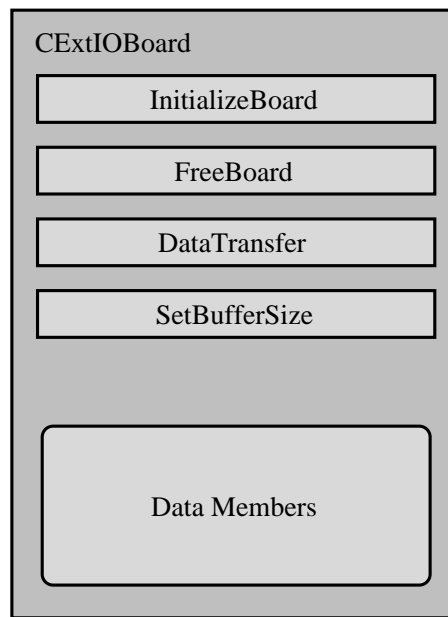 CExtIOBoard
InitializeBoard
FreeBoard
DataTransfer
SetBufferSize
Data Members